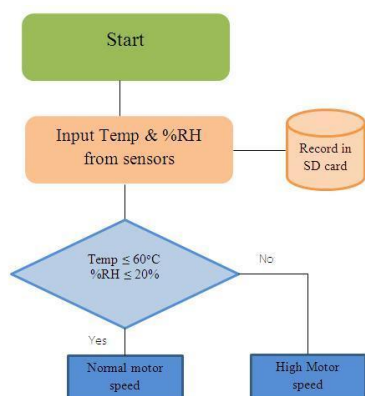 Start
Input Temp & %RH
from sensors
Record in
SD card
Temp ≤ 60°C
%RH ≤ 20%
No
Yes
Normal motor
speed
High Motor
speed